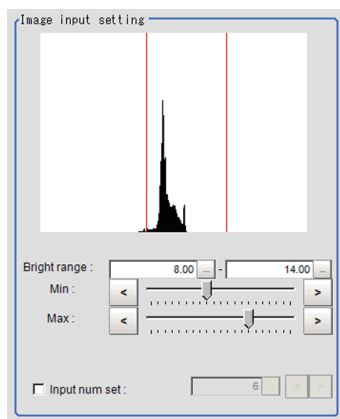 Image input setting
Bright range : 8.00 ... - 14.00 ...
Min : < >
Max : < >
Input num set : 6 ... < >